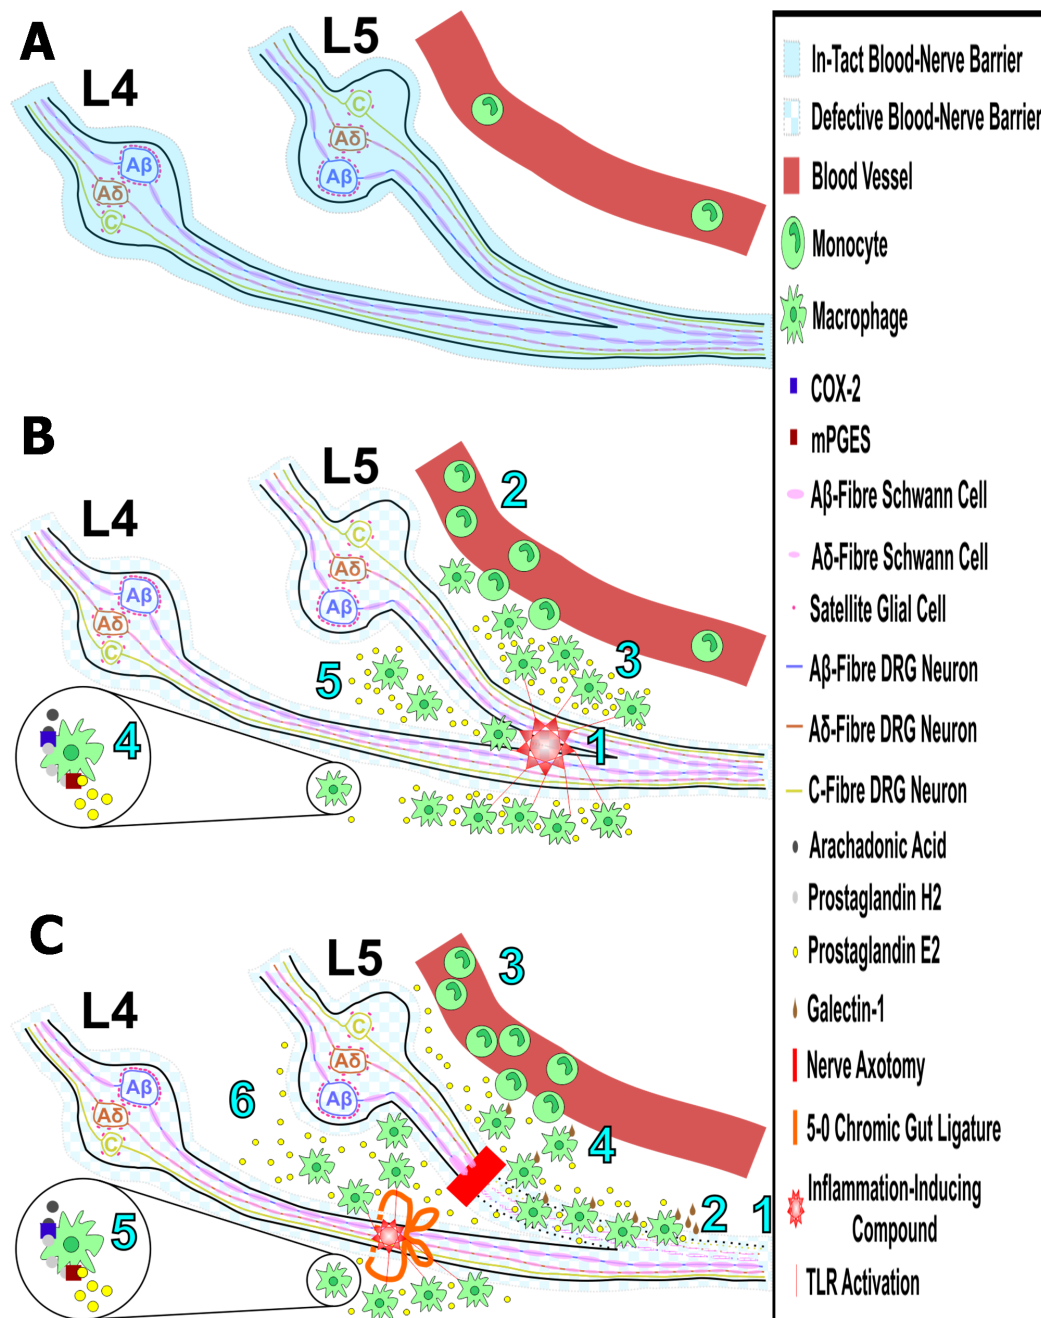 A
L4
L5
C
Aδ
Aβ
Aβ
Aδ
C
B
L4
L5
2
C
Aδ
Aβ
Aβ
Aδ
C
3
5
4
1
C
L4
L5
3
C
Aδ
Aβ
Aβ
Aδ
C
6
4
5
2
1
In-Tact Blood-Nerve Barrier
Defective Blood-Nerve Barrier
Blood Vessel
Monocyte
Macrophage
COX-2
mPGES
Aβ-Fibre Schwann Cell
Aδ-Fibre Schwann Cell
Satellite Glial Cell
Aβ-Fibre DRG Neuron
Aδ-Fibre DRG Neuron
C-Fibre DRG Neuron
Arachadonic Acid
Prostaglandin H2
Prostaglandin E2
Galectin-1
Nerve Axotomy
5-0 Chromic Gut Ligature
Inflammation-Inducing
Compound
TLR Activation